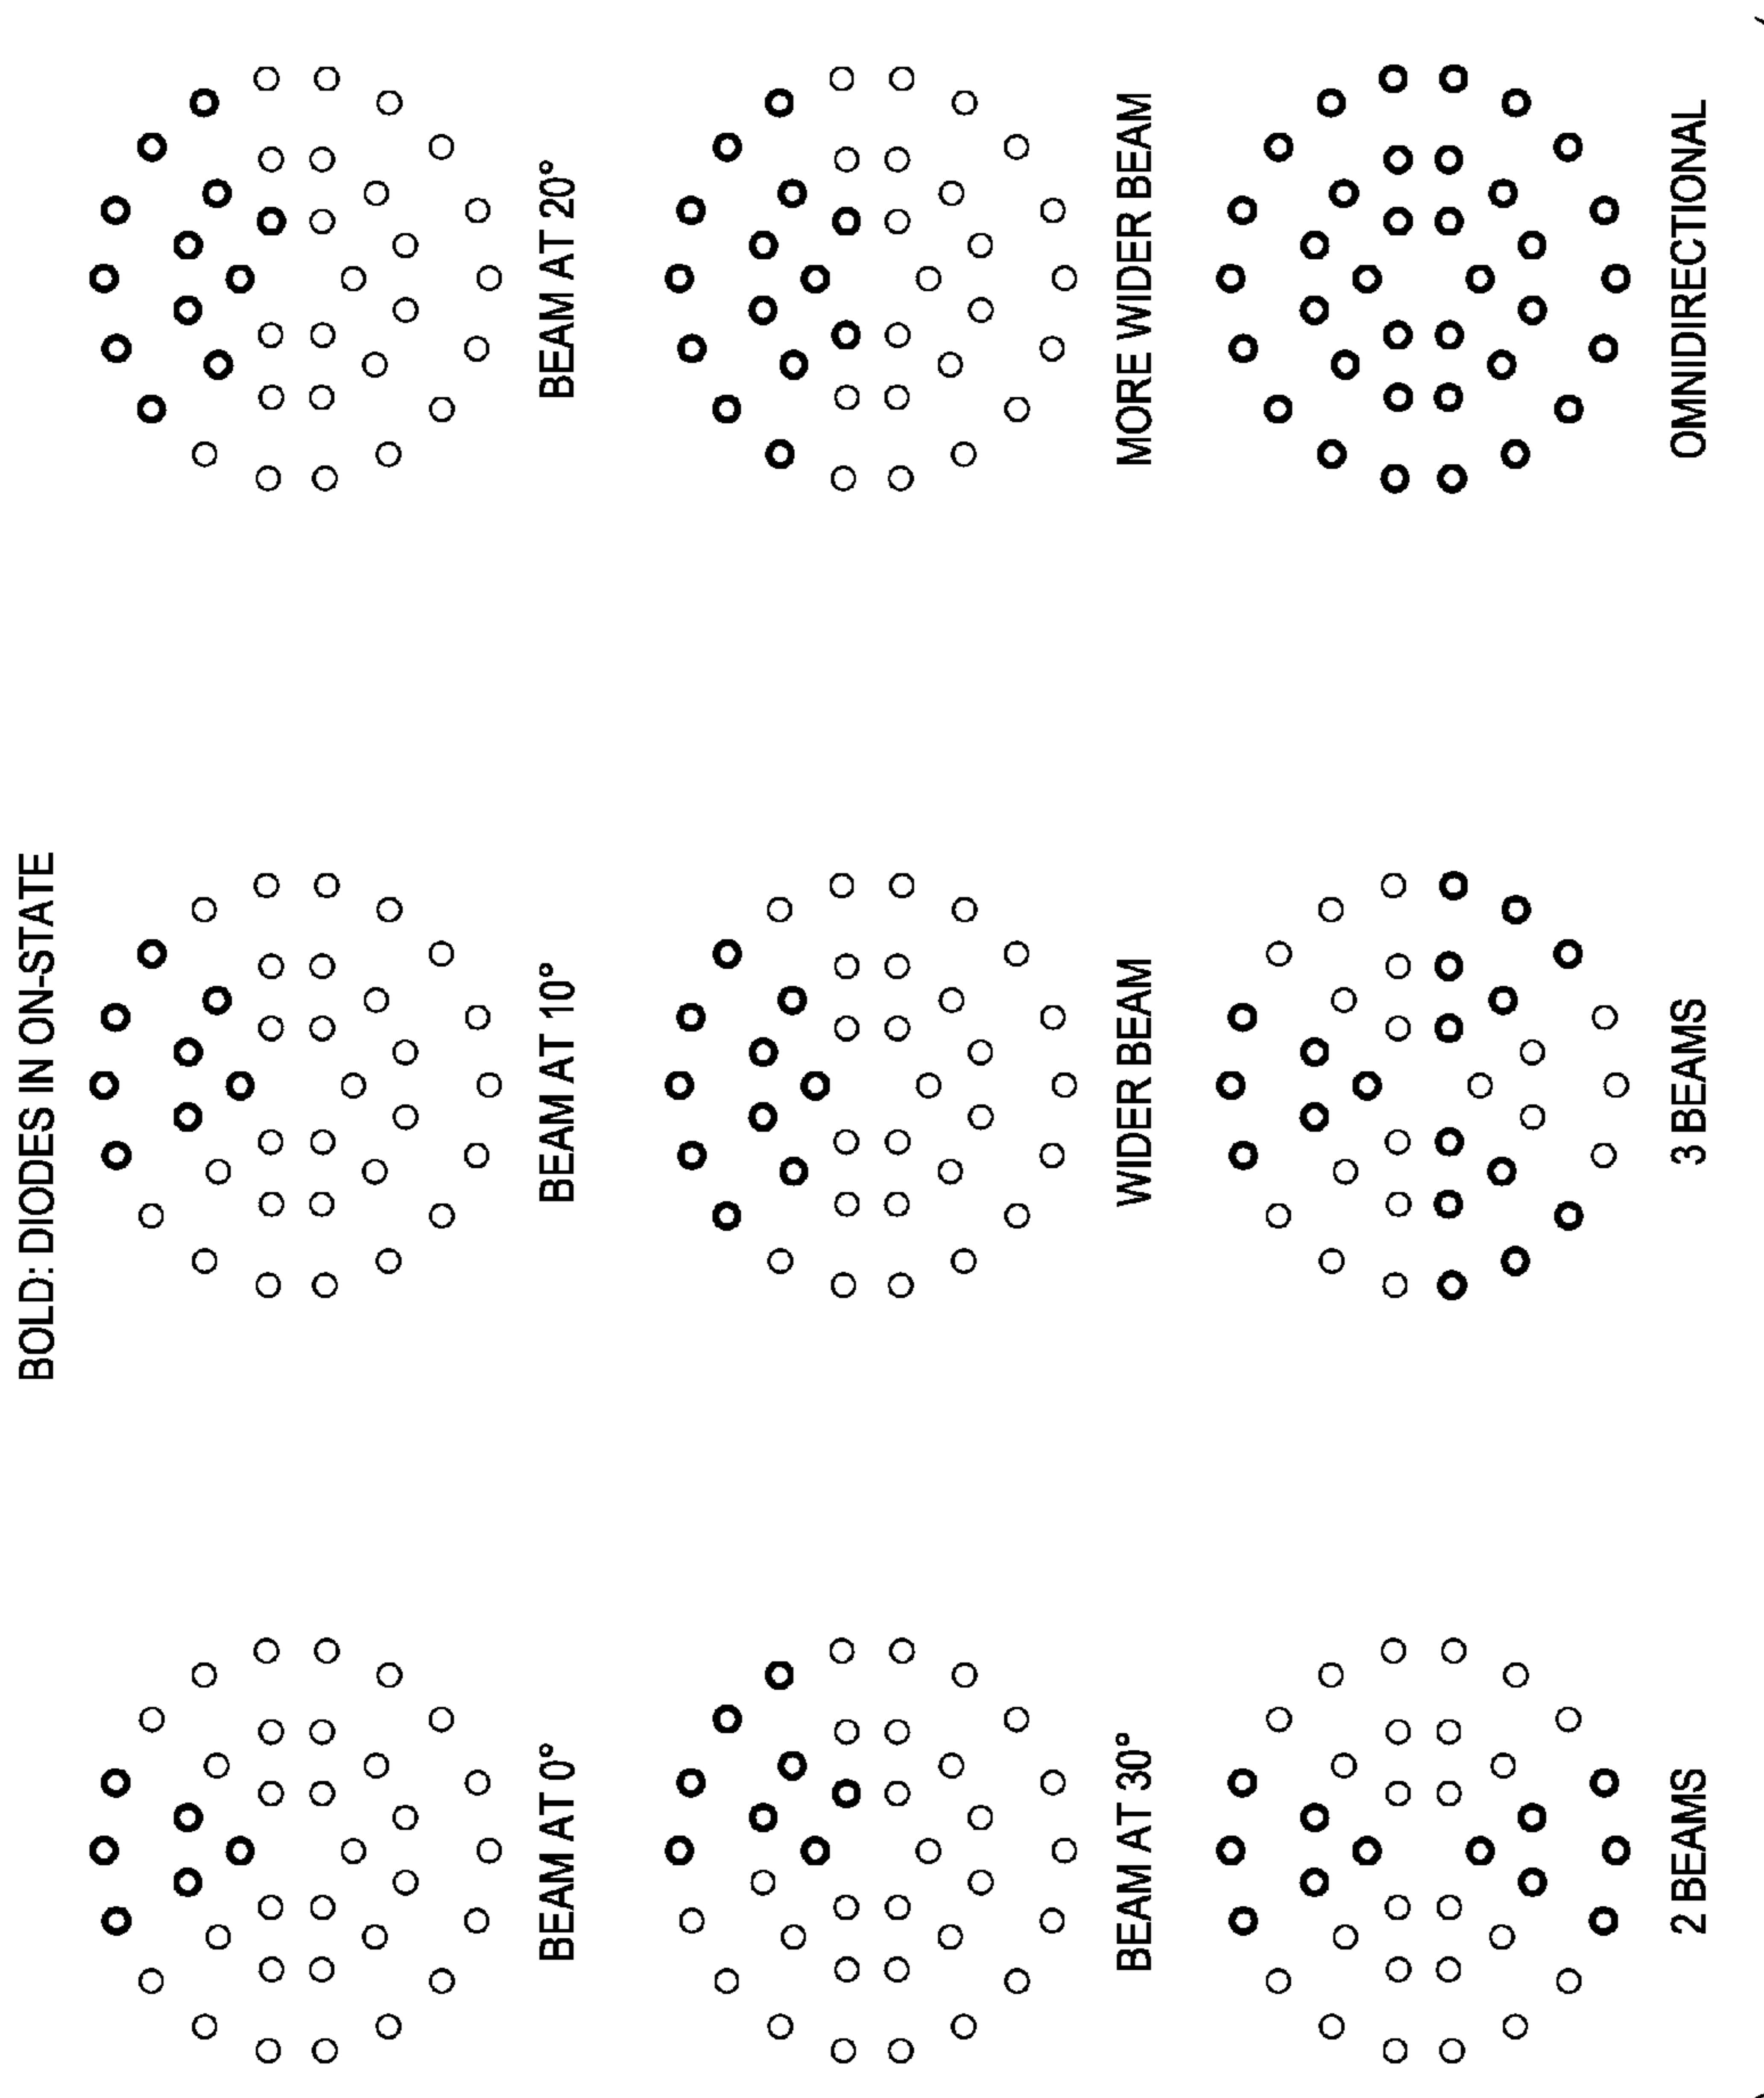 BOLD: DIODES IN ON-STATE
BEAM AT 0°
BEAM AT 10°
BEAM AT 20°
BEAM AT 30°
WIDER BEAM
MORE WIDER BEAM
2 BEAMS
3 BEAMS
OMNIDIRECTIONAL